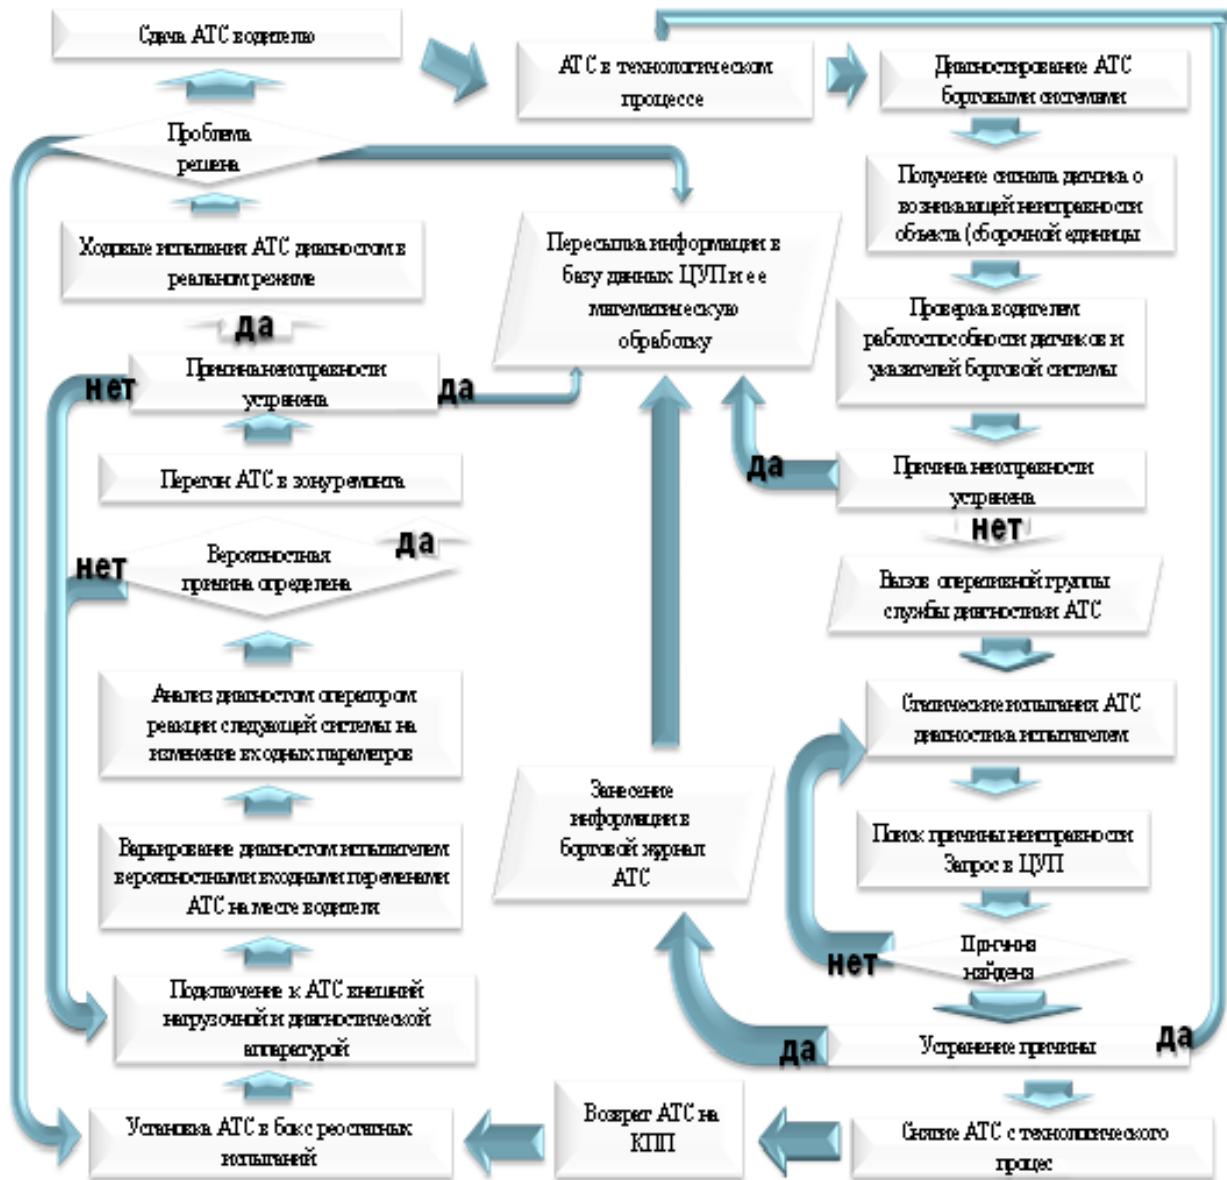 Сдача АТС водителю
АТС в технологическом
процессе
Диагностирование АТС
бортовыми системами
Проблема
решена
Получение сигнала датчика о
возникающей неисправности
объекта (сборочной единицы
Ходовые испытания АТС диагностом в
реальном режиме
Пересылка информации в
базу данных ЦУП и ее
математическую
обработку
Проверка водителем
работоспособности датчиков и
указателей бортовой системы
да
Причина неисправности
устранена
нет
да
Перегон АТС в зону ремонта
да
Причина неисправности
устранена
нет
Вероятностная
причина определена
да
нет
Вызов оперативной группы
службы диагностики АТС
Анализ диагностом оператором
реакции следующей системы на
изменение входных параметров
Статические испытания АТС
диагностика испытателем
Занесение
информации в
бортовой журнал
АТС
Варьирование диагностом испытателем
вероятностными входными переменами
АТС на месте водителя
Поиск причины неисправности
Запрос в ЦУП
Причина
найдена
нет
Подключение к АТС внешний
нагрузочной и диагностической
аппаратурой
Устранение причины
да
да
Установка АТС в бокс реостатных
испытаний
Возврат АТС на
КПП
Снятие АТС с технологического
процес